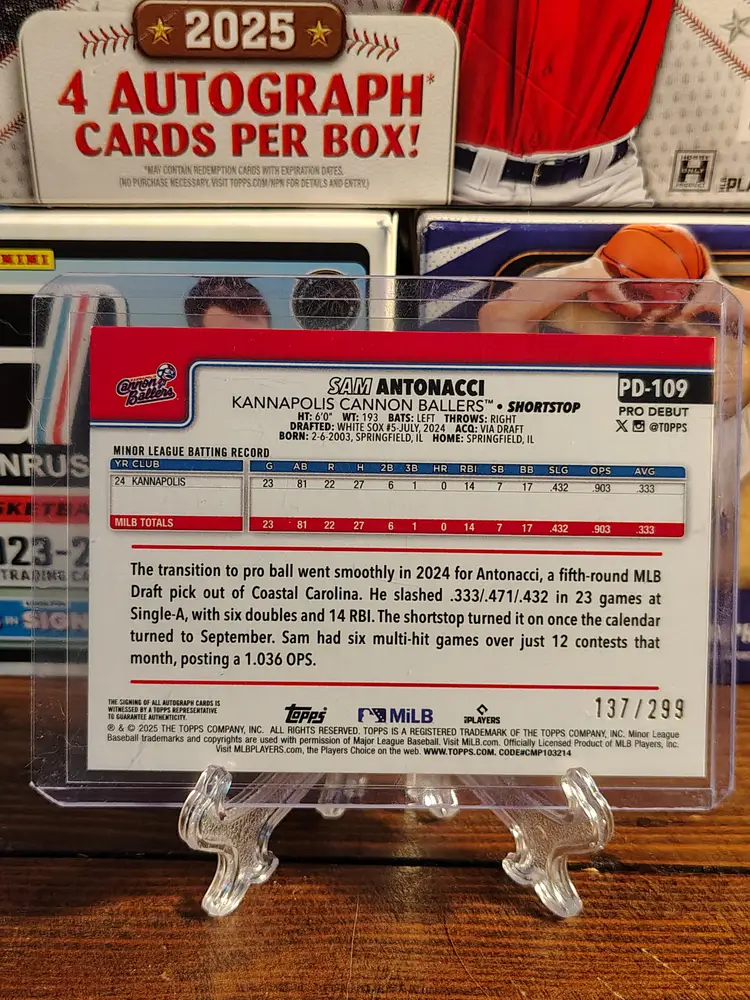 2025
4 AUTOGRAPH*
CARDS PER BOX!
*MAY CONTAIN REDEMPTION CARDS WITH EXPIRATION DATES.
(NO PURCHASE NECESSARY. VISIT TOPPS.COM/NPN FOR DETAILS AND ENTRY.)
HOBBY
H
ONLY
PRODUCT
PANINI
NRUS
023-2
TRADING CA
IN SIGN
Cannon
Ballers
SAM ANTONACCI
KANNAPOLIS CANNON BALLERS™ • SHORTSTOP
HT: 6'0" WT: 193 BATS: LEFT THROWS: RIGHT
DRAFTED: WHITE SOX #5-JULY, 2024 ACQ: VIA DRAFT
BORN: 2-6-2003, SPRINGFIELD, IL HOME: SPRINGFIELD, IL
PD-109
PRO DEBUT
X @TOPPS
MINOR LEAGUE BATTING RECORD
YR CLUB G AB R H 2B 3B HR RBI SB BB SLG OPS AVG
24 KANNAPOLIS 23 81 22 27 6 1 0 14 7 17 .432 .903 .333
MILB TOTALS 23 81 22 27 6 1 0 14 7 17 .432 .903 .333
The transition to pro ball went smoothly in 2024 for Antonacci, a fifth-round MLB
Draft pick out of Coastal Carolina. He slashed .333/.471/.432 in 23 games at
Single-A, with six doubles and 14 RBI. The shortstop turned it on once the calendar
turned to September. Sam had six multi-hit games over just 12 contests that
month, posting a 1.036 OPS.
THE SIGNING OF ALL AUTOGRAPH CARDS IS
WITNESSED BY A TOPPS REPRESENTATIVE
TO GUARANTEE AUTHENTICITY.
Topps
MiLB
PLAYERS
137/299
® & © 2025 THE TOPPS COMPANY, INC. ALL RIGHTS RESERVED. TOPPS IS A REGISTERED TRADEMARK OF THE TOPPS COMPANY, INC. Minor League
Baseball trademarks and copyrights are used with permission of Major League Baseball. Visit MiLB.com. Officially Licensed Product of MLB Players, Inc.
Visit MLBPLAYERS.com, the Players Choice on the web. WWW.TOPPS.COM. CODE#CMP103214